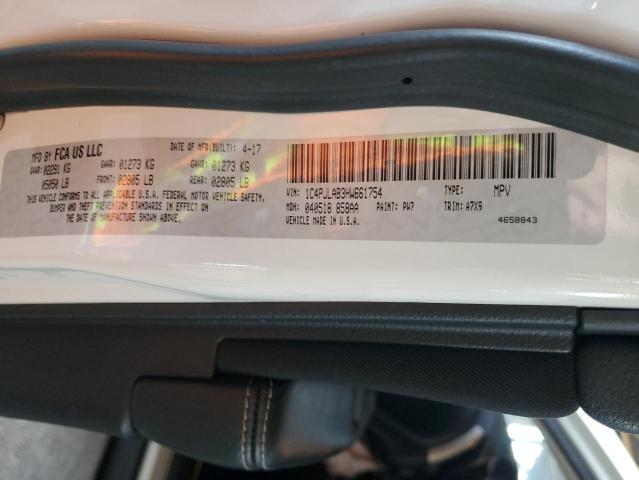 MFD BY FCA US LLC DATE OF MFR(BUILT): 4-17
GVWR: 02291 KG GAWR: 01273 KG GAWR: 01273 KG
05050 LB FRONT: 02805 LB REAR: 02805 LB
THIS VEHICLE CONFORMS TO ALL APPLICABLE U.S.A. FEDERAL MOTOR VEHICLE SAFETY,
BUMPER AND THEFT PREVENTION STANDARDS IN EFFECT ON
THE DATE OF MANUFACTURE SHOWN ABOVE.
VIN: 1C4PJLAB3HW661754 TYPE: MPV
MDH: 040518 058AA PAINT: PW7 TRIM: A7X9
VEHICLE MADE IN U.S.A. 4658843